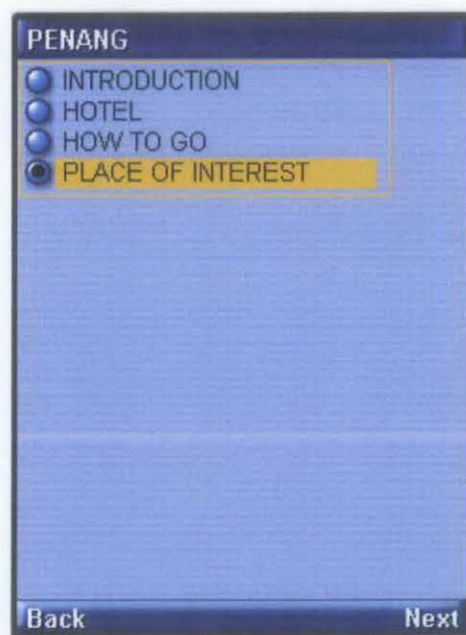 PENANG
INTRODUCTION
HOTEL
HOW TO GO
PLACE OF INTEREST
Back Next